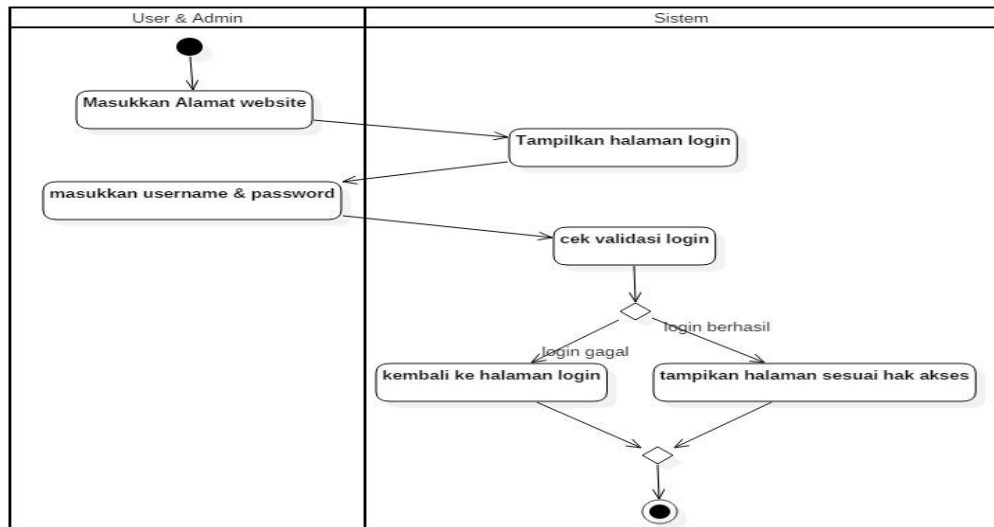 User & Admin
Sistem
Masukkan Alamat website
Tampilkan halaman login
masukkan username & password
cek validasi login
login berhasil
login gagal
kembali ke halaman login
tampikan halaman sesuai hak akses